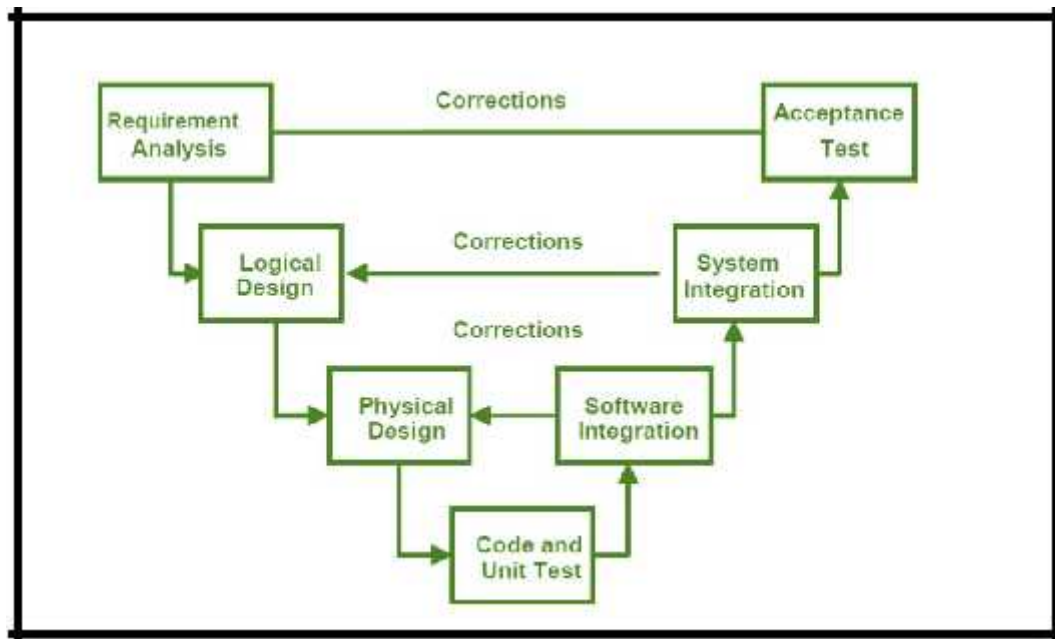 Corrections
Requirement
Analysis
Acceptance
Test
Corrections
Logical
Design
System
Integration
Corrections
Physical
Design
Software
Integration
Code and
Unit Test